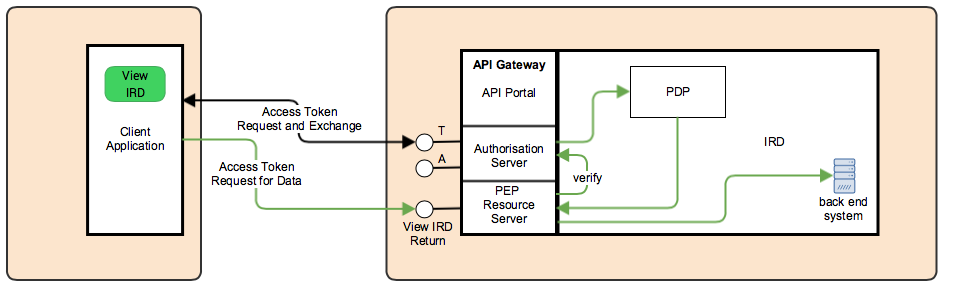 View
IRD
Client
Application
Access Token
Request and Exchange
Access Token
Request for Data
T
A
View IRD
Return
API Gateway
API Portal
Authorisation
Server
PEP
Resource
Server
verify
PDP
IRD
back end
system